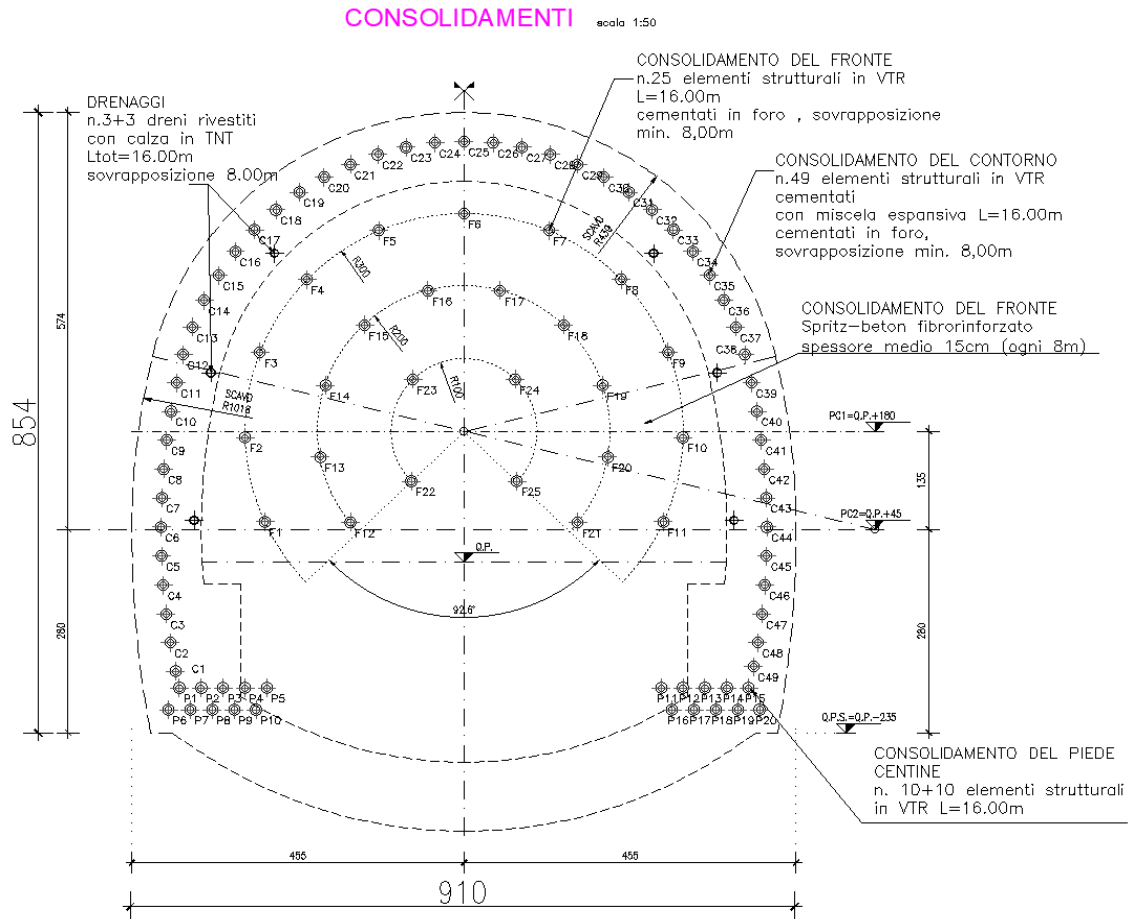 CONSOLIDAMENTI scala 1:50
CONSOLIDAMENTO DEL FRONTE
n.25 elementi strutturali in VTR
L=16.00m
cementati in foro , sovrapposizione
min. 8,00m
DRENAGGI
n.3+3 dreni rivestiti
con calza in TNT
Ltot=16.00m
sovrapposizione 8.00m
CONSOLIDAMENTO DEL CONTORNO
n.49 elementi strutturali in VTR
cementati
con miscela espansiva L=16.00m
cementati in foro,
sovrapposizione min. 8,00m
CONSOLIDAMENTO DEL FRONTE
Spritz-beton fibrorinforzato
spessore medio 15cm (ogni 8m)
C24 C25 C26
C23 C27
C22 C28
C21 C29
C20 C30
C19 C31
C18 C32
C17 C33
C16 C34
C15 C35
C14 C36
C13 C37
C12 C38
C11 C39
C10 C40
C9 C41
C8 C42
C7 C43
C6 C44
C5 C45
C4 C46
C3 C47
C2 C48
C1 C49
F6
F5 F7
F4 F8
F3 F9
F2 F10
F1 F11
F16 F17
F15 F18
F14 F19
F13 F20
F12 F21
F23 F24
F22 F25
SCAVO
R439
R300
R200
R100
SCAVO
R1018
PC1=Q.P.+180
PC2=Q.P.+45
Q.P.
92.6°
P1 P2 P3 P4 P5
P6 P7 P8 P9 P10
P11 P12 P13 P14 P15
P16 P17 P18 P19 P20
Q.P.S.=Q.P.-235
CONSOLIDAMENTO DEL PIEDE
CENTINE
n. 10+10 elementi strutturali
in VTR L=16.00m
854
574
280
135
280
455 455
910